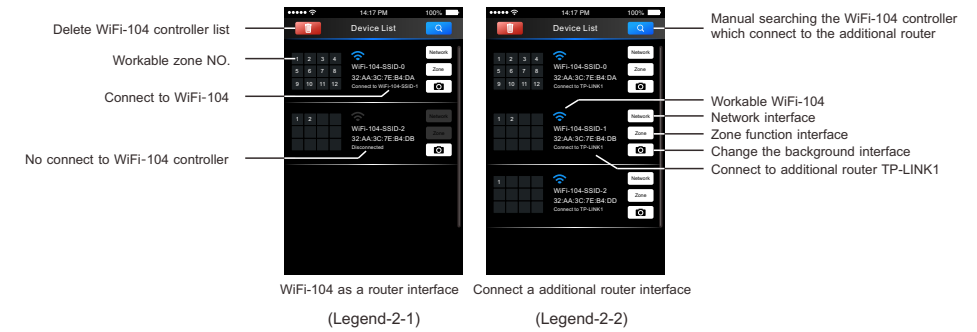 Delete WiFi-104 controller list
Workable zone NO.
Connect to WiFi-104
No connect to WiFi-104 controller
14:17 PM
100%
Device List
1 2 3 4
5 6 7 8
9 10 11 12
WiFi-104-SSID-0
32:AA:3C:7E:B4:DA
Connect to WiFi-104-SSID-1
Network
Zone
1 2
WiFi-104-SSID-2
32:AA:3C:7E:B4:DB
Disconnected
Network
Zone
14:17 PM
100%
Device List
1 2 3 4
5 6 7 8
9 10 11 12
WiFi-104-SSID-0
32:AA:3C:7E:B4:DA
Connect to TP-LINK1
Network
Zone
1 2
WiFi-104-SSID-1
32:AA:3C:7E:B4:DB
Connect to TP-LINK1
Network
Zone
1
WiFi-104-SSID-2
32:AA:3C:7E:B4:DD
Connect to TP-LINK1
Network
Zone
Manual searching the WiFi-104 controller
which connect to the additional router
Workable WiFi-104
Network interface
Zone function interface
Change the background interface
Connect to additional router TP-LINK1
WiFi-104 as a router interface
Connect a additional router interface
(Legend-2-1)
(Legend-2-2)